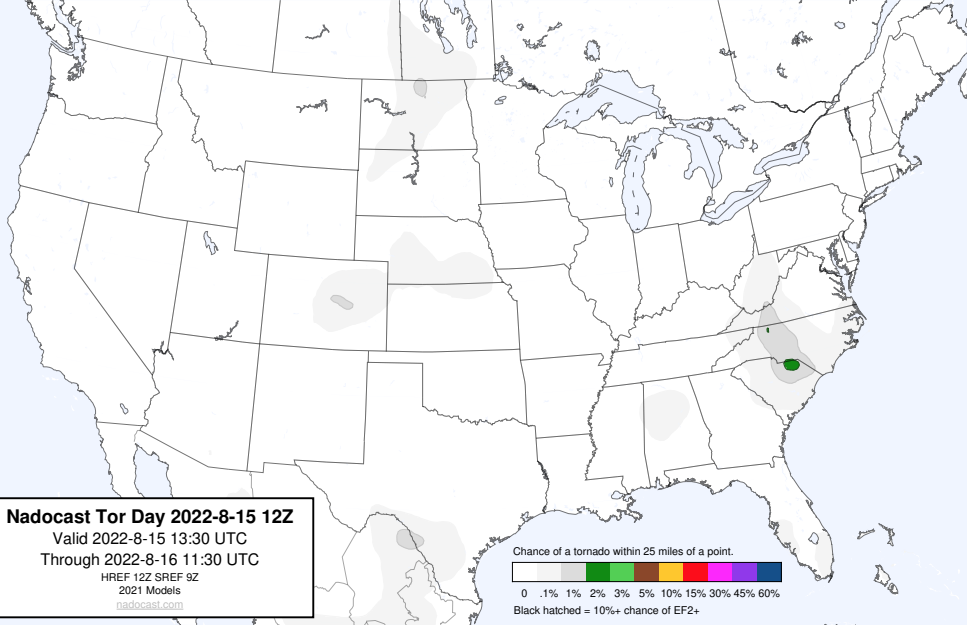 Nadocast Tor Day 2022-8-15 12Z
Valid 2022-8-15 13:30 UTC
Through 2022-8-16 11:30 UTC
HREF 12Z SREF 9Z
2021 Models
nadocast.com
Chance of a tornado within 25 miles of a point.
0 .1% 1% 2% 3% 5% 10% 15% 30% 45% 60%
Black hatched = 10%+ chance of EF2+